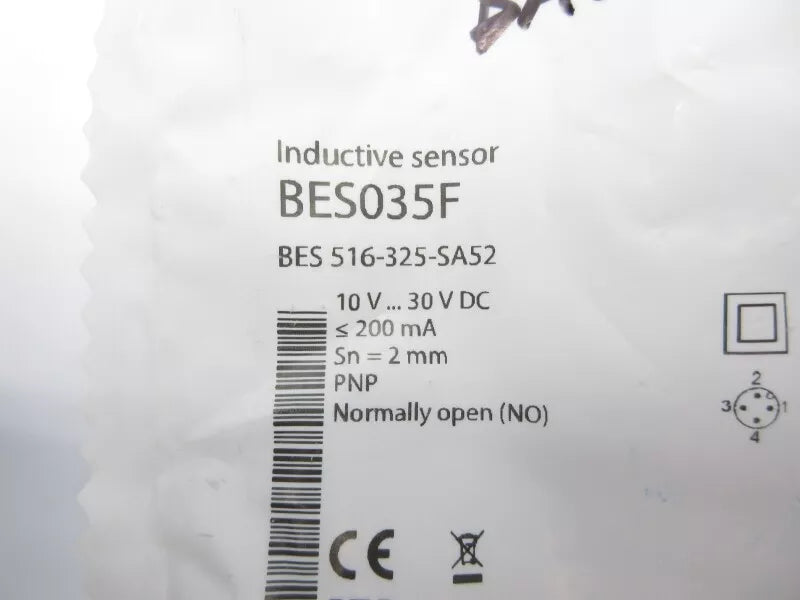 Inductive sensor
BES035F
BES 516-325-SA52
10 V ... 30 V DC
≤ 200 mA
Sn = 2 mm
PNP
Normally open (NO)
2
3
1
4
CE